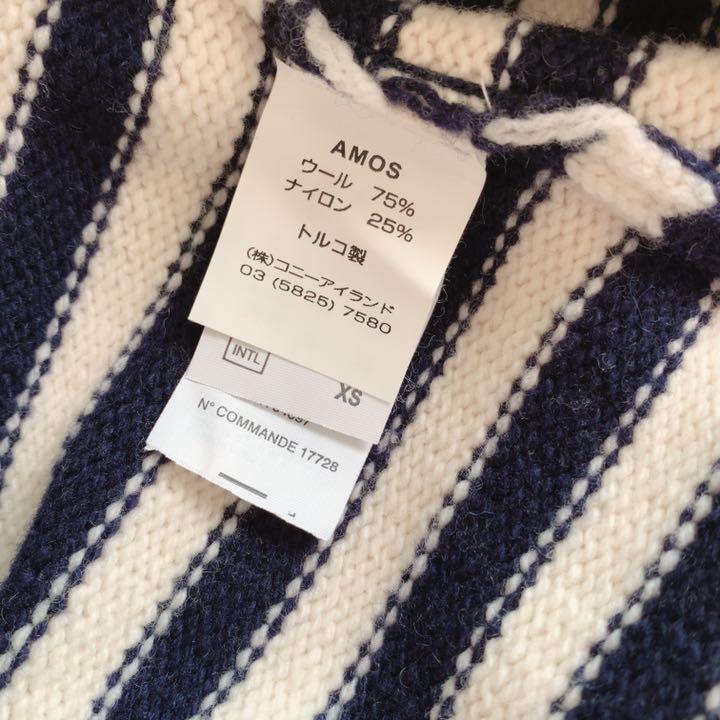 AMOS
ウール 75%
ナイロン 25%
トルコ製
(株)コニーアイランド
03 (5825) 7580
INTL
XS
N° COMMANDE 17728